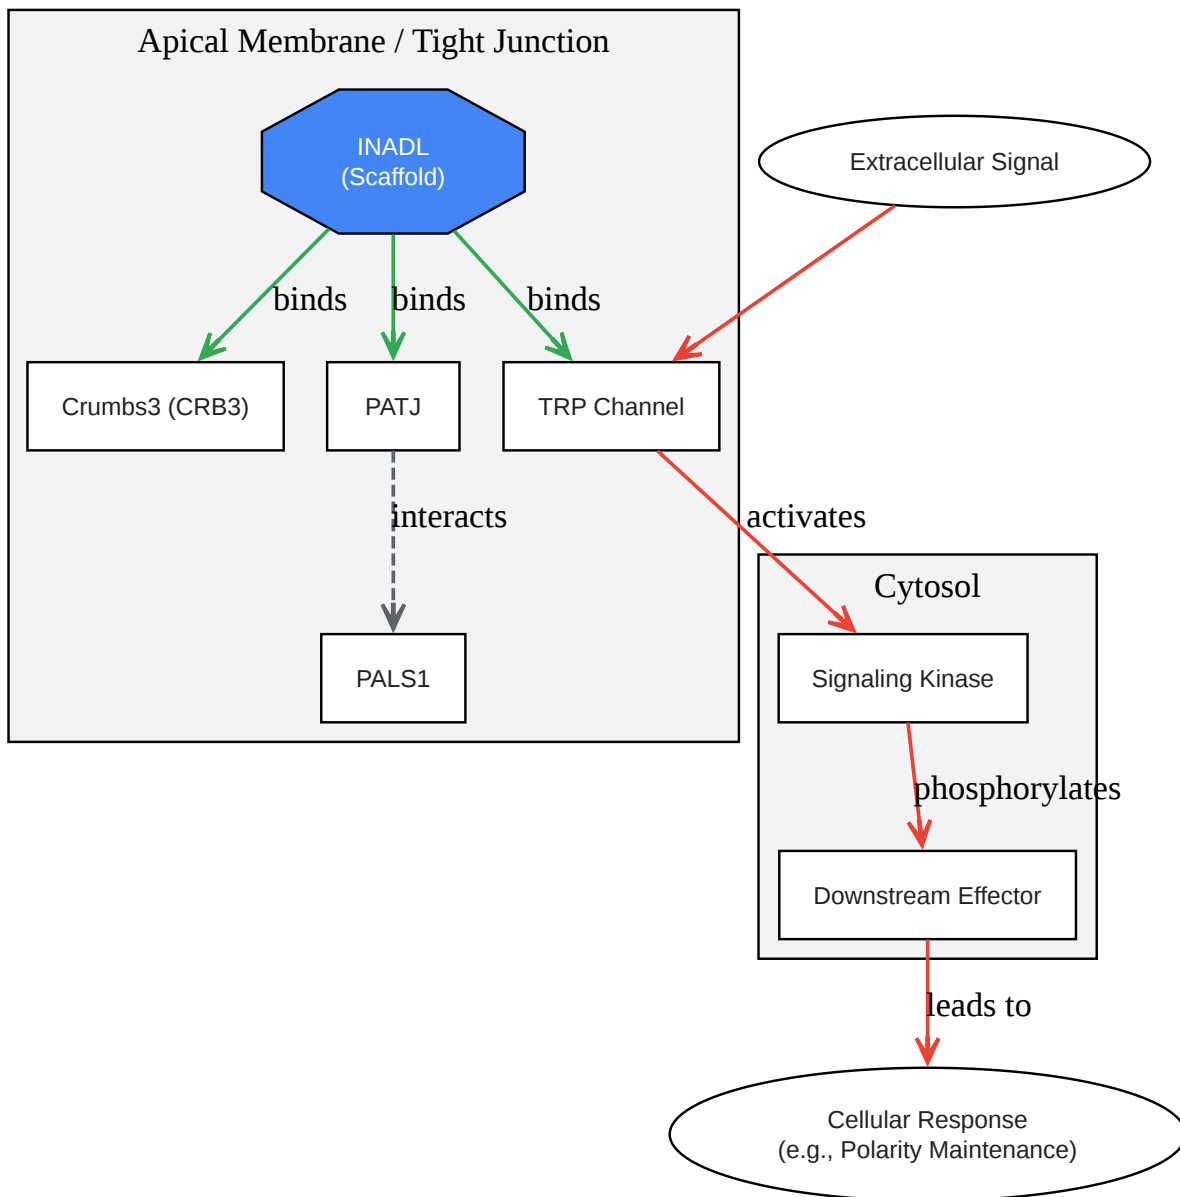 Apical Membrane / Tight Junction
INADL
(Scaffold)
Extracellular Signal
binds
binds
binds
Crumbs3 (CRB3)
PATJ
TRP Channel
interacts
activates
Cytosol
PALS1
Signaling Kinase
phosphorylates
Downstream Effector
leads to
Cellular Response
(e.g., Polarity Maintenance)